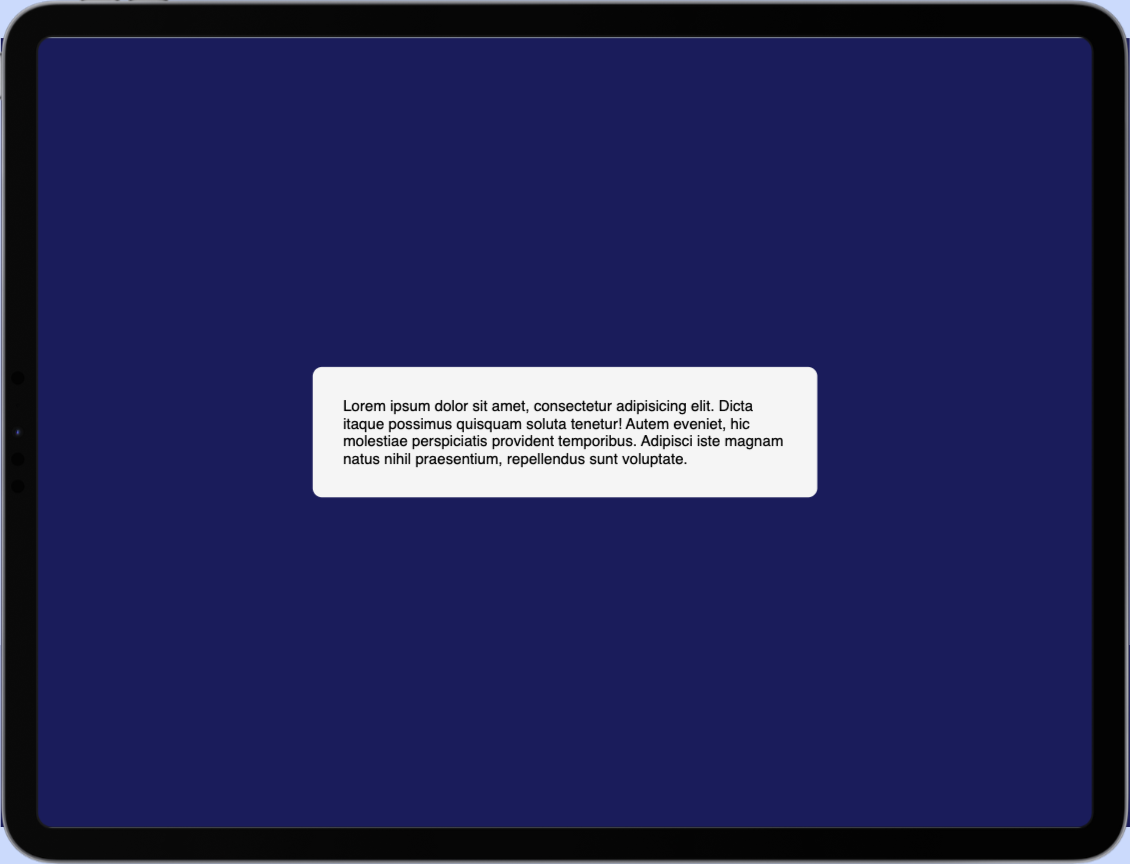 Lorem ipsum dolor sit amet, consectetur adipisicing elit. Dicta
itaque possimus quisquam soluta tenetur! Autem eveniet, hic
molestiae perspiciatis provident temporibus. Adipisci iste magnam
natus nihil praesentium, repellendus sunt voluptate.